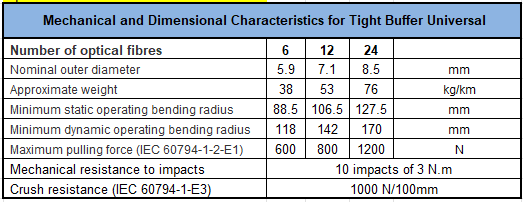 Mechanical and Dimensional Characteristics for Tight Buffer Universal
Number of optical fibres 6 12 24
Nominal outer diameter 5.9 7.1 8.5 mm
Approximate weight 38 53 76 kg/km
Minimum static operating bending radius 88.5 106.5 127.5 mm
Minimum dynamic operating bending radius 118 142 170 mm
Maximum pulling force (IEC 60794-1-2-E1) 600 800 1200 N
Mechanical resistance to impacts 10 impacts of 3 N.m
Crush resistance (IEC 60794-1-E3) 1000 N/100mm